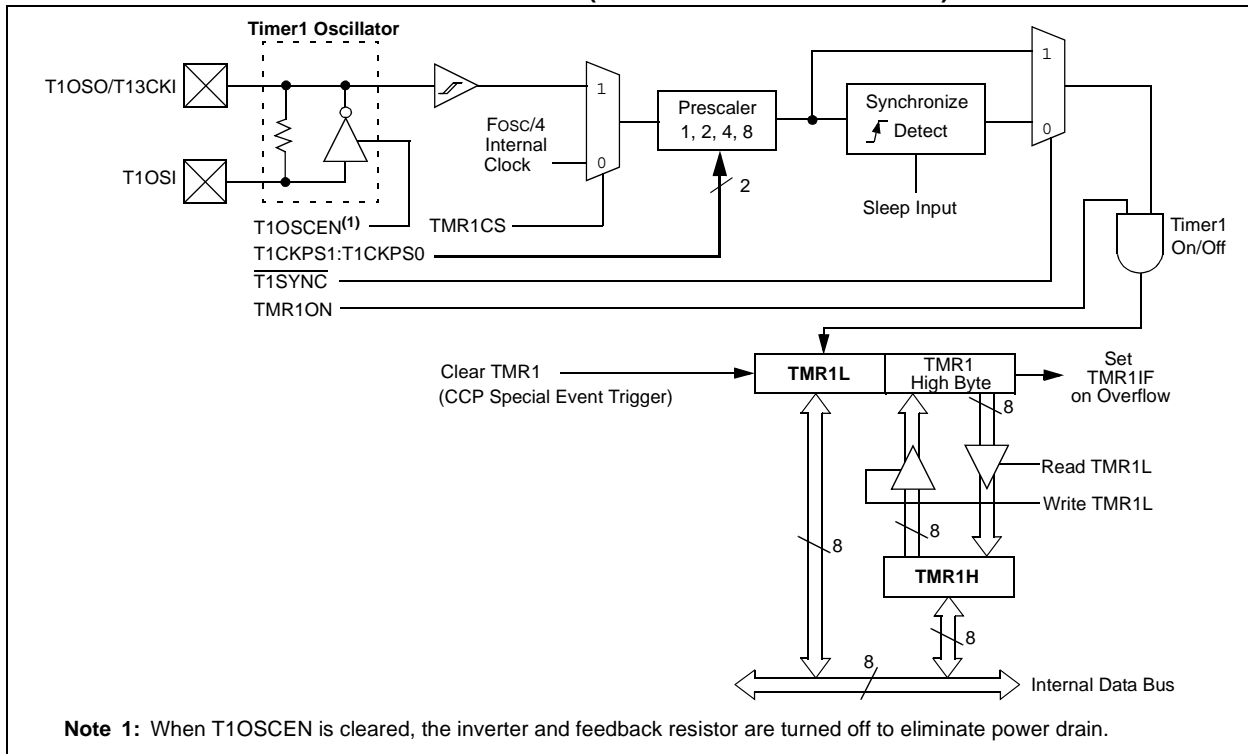 Timer1 Oscillator
T1OSO/T13CKI
T1OSI
1
FOSC/4
Internal
Clock
0
Prescaler
1, 2, 4, 8
2
Synchronize
Detect
Sleep Input
1
0
T1OSCEN(1)
TMR1CS
T1CKPS1:T1CKPS0
T1SYNC
TMR1ON
Timer1
On/Off
Clear TMR1
(CCP Special Event Trigger)
TMR1L
TMR1
High Byte
Set
TMR1IF
on Overflow
8
Read TMR1L
Write TMR1L
8
8
TMR1H
8
8
Internal Data Bus
Note 1: When T1OSCEN is cleared, the inverter and feedback resistor are turned off to eliminate power drain.